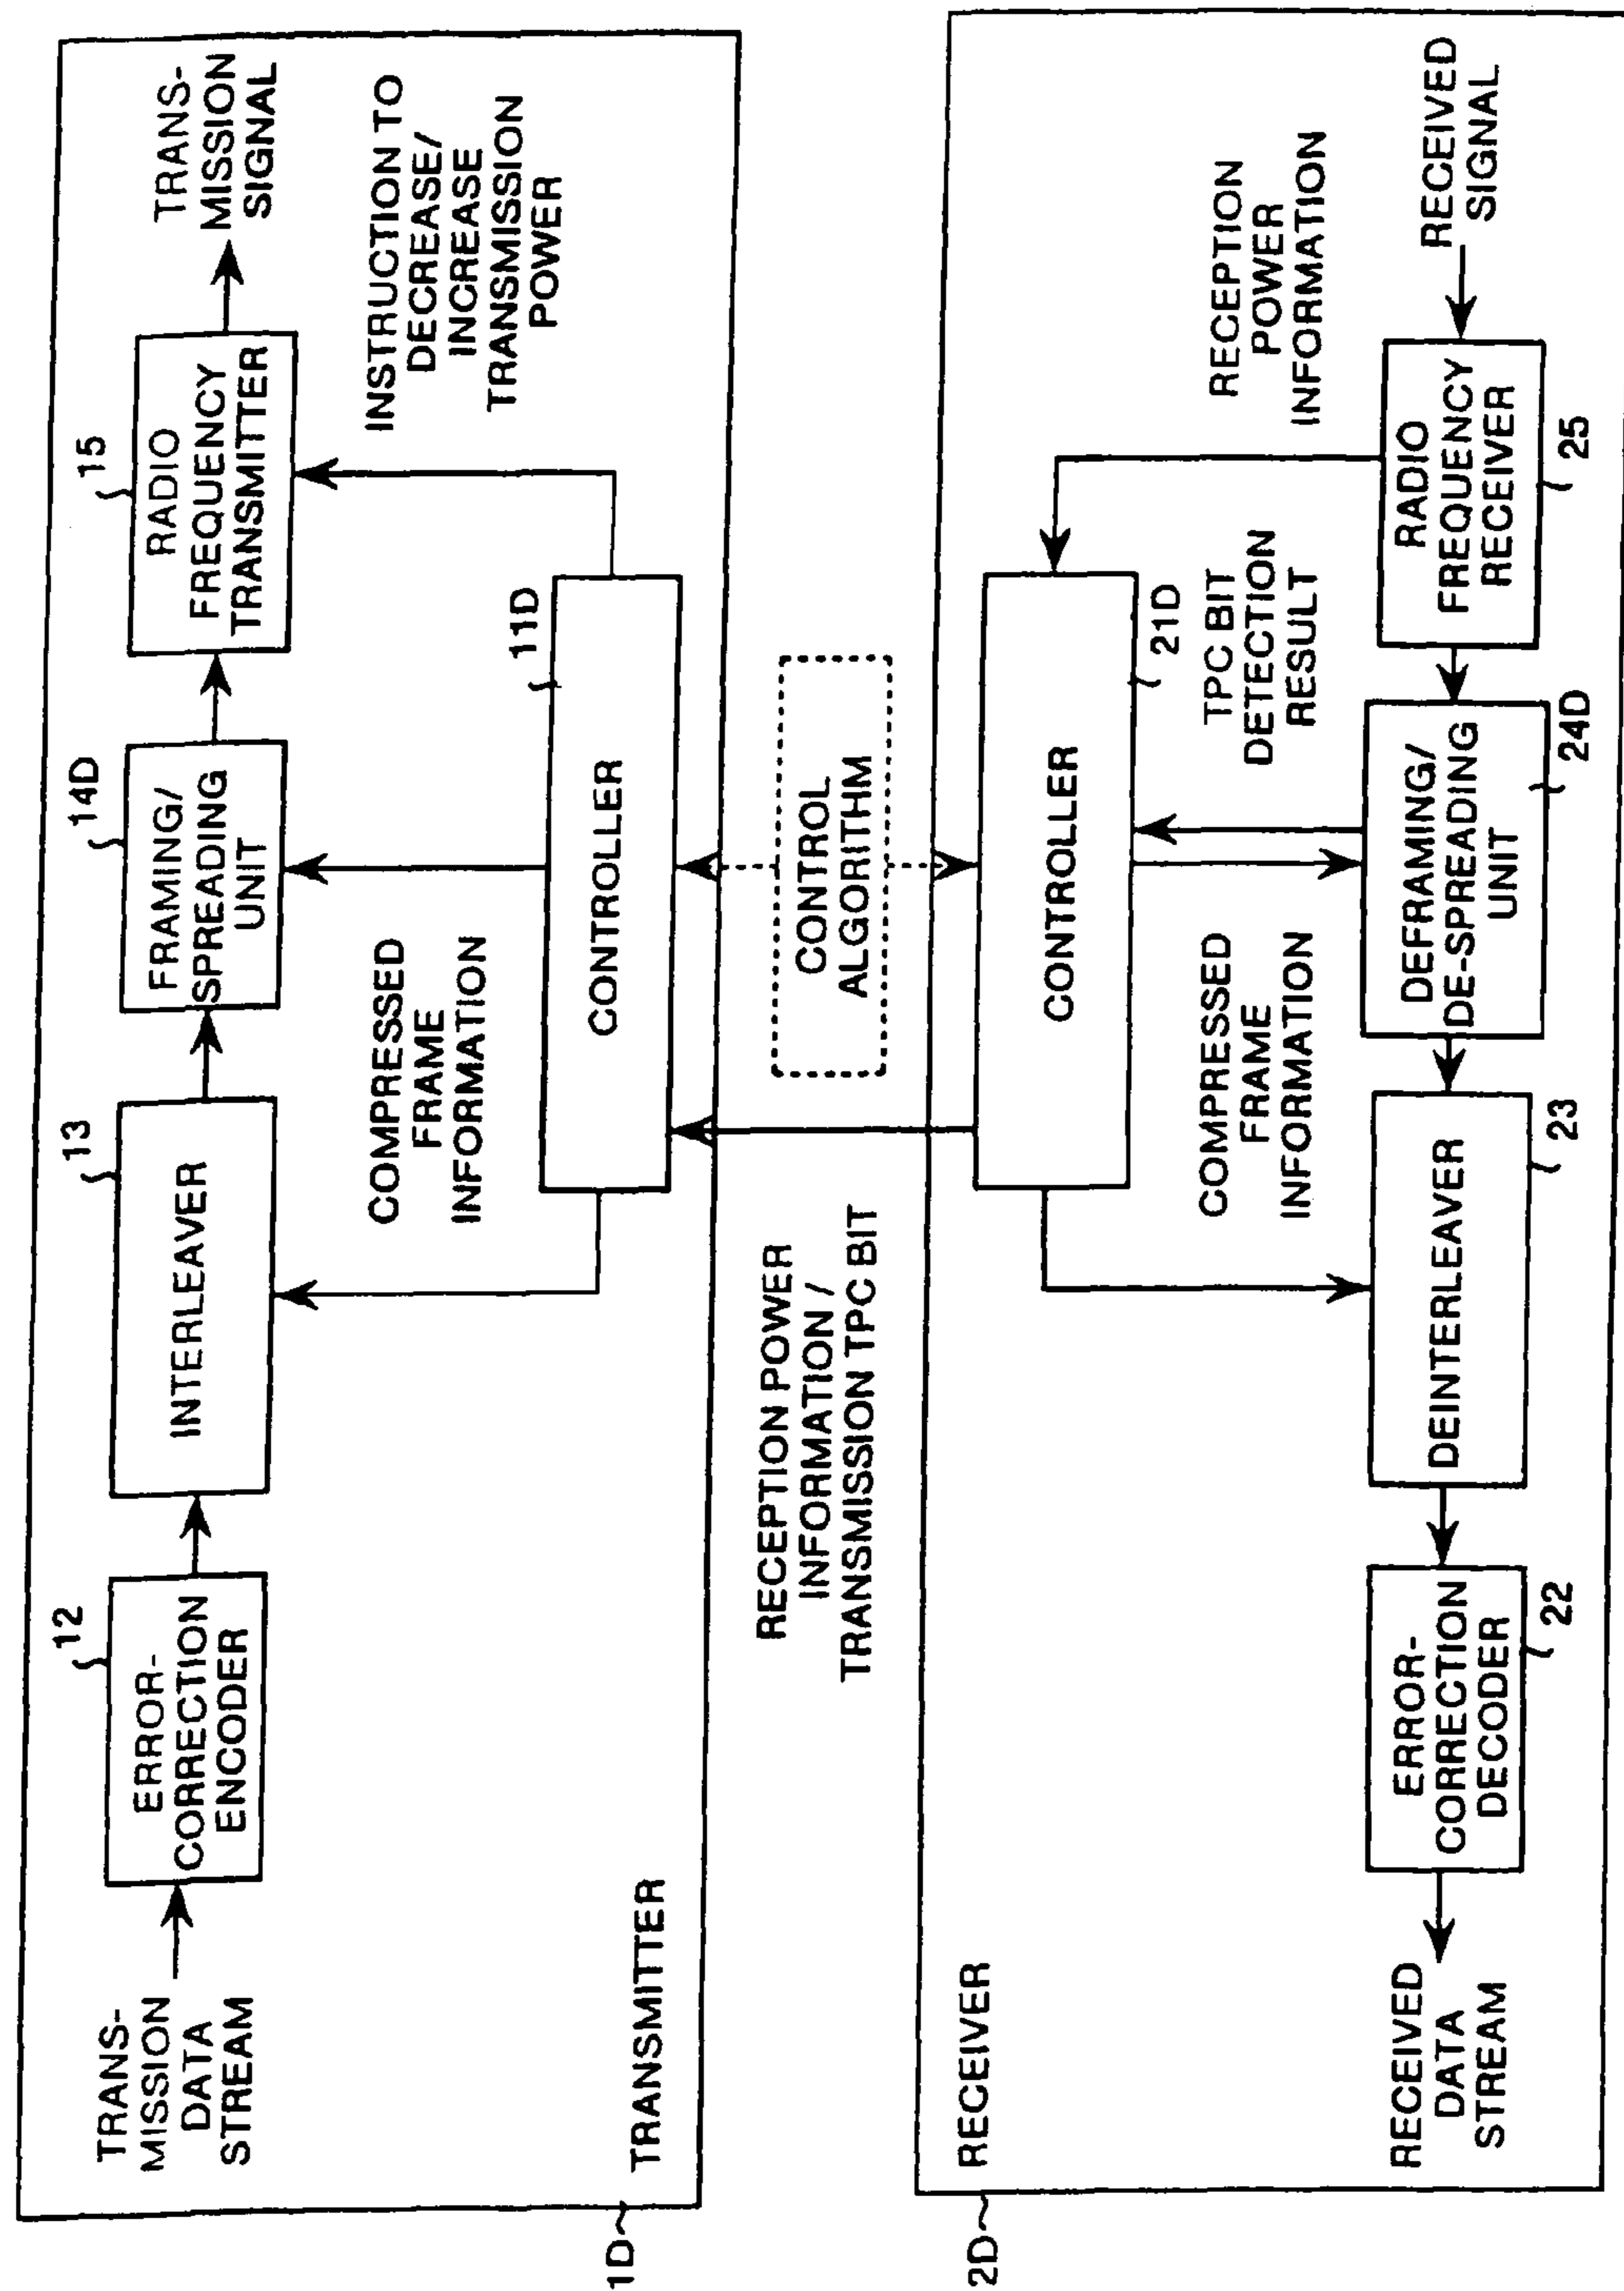 TRANS-
MISSION
DATA
STREAM
12
ERROR-
CORRECTION
ENCODER
13
INTERLEAVER
14D
FRAMING/
SPREADING
UNIT
15
RADIO
FREQUENCY
TRANSMITTER
TRANS-
MISSION
SIGNAL
COMPRESSED
FRAME
INFORMATION
INSTRUCTION TO
DECREASE/
INCREASE
TRANSMISSION
POWER
11D
CONTROLLER
1D
TRANSMITTER
RECEPTION POWER
INFORMATION /
TRANSMISSION TPC BIT
CONTROL
ALGORITHM
2D
RECEIVER
CONTROLLER
21D
RECEPTION
POWER
INFORMATION
COMPRESSED
FRAME
INFORMATION
TPC BIT
DETECTION
RESULT
RECEIVED
SIGNAL
RECEIVED
DATA
STREAM
ERROR-
CORRECTION
DECODER
22
DEINTERLEAVER
23
DEFRAMING/
DE-SPREADING
UNIT
24D
RADIO
FREQUENCY
RECEIVER
25